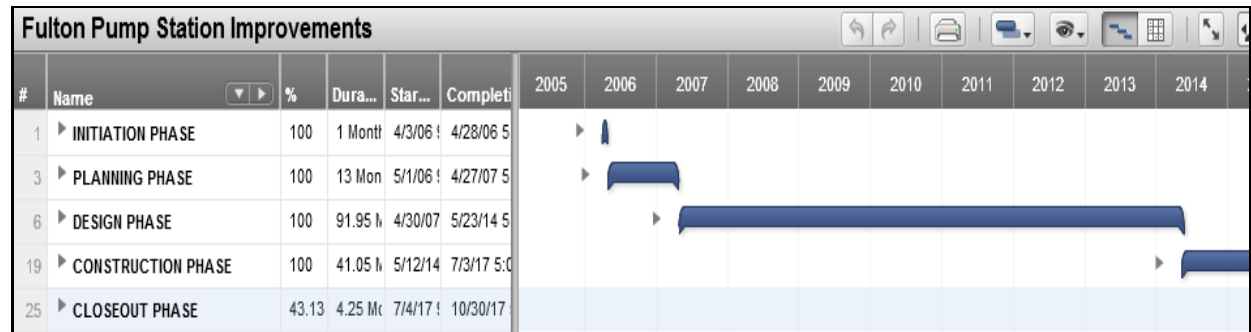 Fulton Pump Station Improvements
# Name % Dura... Star... Completi 2005 2006 2007 2008 2009 2010 2011 2012 2013 2014
1 INITIATION PHASE 100 1 Month 4/3/06 4/28/06 5
3 PLANNING PHASE 100 13 Mon 5/1/06 4/27/07 5
6 DESIGN PHASE 100 91.95 4/30/07 5/23/14 5
19 CONSTRUCTION PHASE 100 41.05 5/12/14 7/3/17 5:0
25 CLOSEOUT PHASE 43.13 4.25 Mo 7/4/17 10/30/17